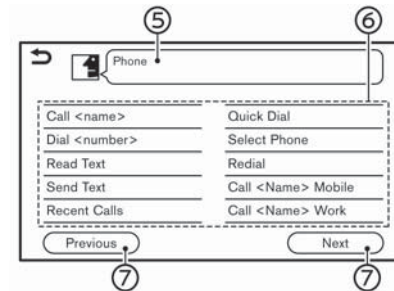 ⑤ ⑥
Phone
Call <name> Quick Dial
Dial <number> Select Phone
Read Text Redial
Send Text Call <Name> Mobile
Recent Calls Call <Name> Work
Previous Next
⑦ ⑦